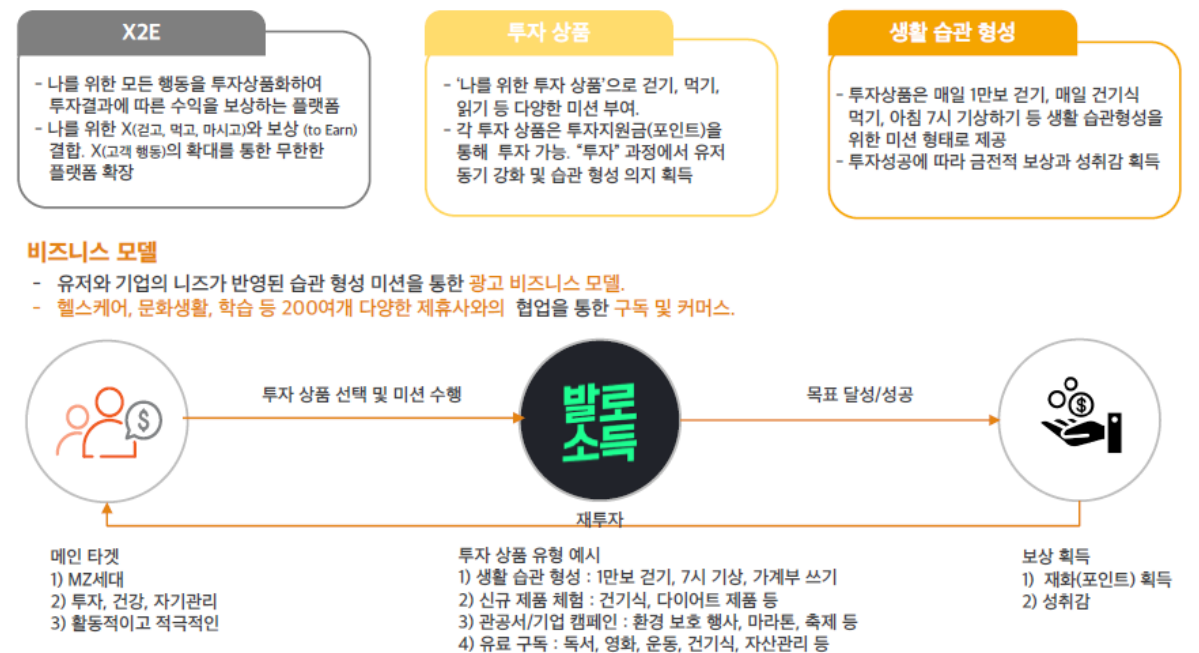 X2E
- 나를 위한 모든 행동을 투자상품화하여
투자결과에 따른 수익을 보상하는 플랫폼
- 나를 위한 X(걷고, 먹고, 마시고)와 보상 (to Earn)
결합. X(고객 행동)의 확대를 통한 무한한
플랫폼 확장
투자 상품
- ‘나를 위한 투자 상품’으로 걷기, 먹기,
읽기 등 다양한 미션 부여.
- 각 투자 상품은 투자지원금(포인트)을
통해 투자 가능. “투자” 과정에서 유저
동기 강화 및 습관 형성 의지 획득
생활 습관 형성
- 투자상품은 매일 1만보 걷기, 매일 건기식
먹기, 아침 7시 기상하기 등 생활 습관형성을
위한 미션 형태로 제공
- 투자성공에 따라 금전적 보상과 성취감 획득
비즈니스 모델
- 유저와 기업의 니즈가 반영된 습관 형성 미션을 통한 광고 비즈니스 모델.
- 헬스케어, 문화생활, 학습 등 200여개 다양한 제휴사와의 협업을 통한 구독 및 커머스.
투자 상품 선택 및 미션 수행
발로
소득
목표 달성/성공
재투자
메인 타겟
1) MZ세대
2) 투자, 건강, 자기관리
3) 활동적이고 적극적인
투자 상품 유형 예시
1) 생활 습관 형성 : 1만보 걷기, 7시 기상, 가계부 쓰기
2) 신규 제품 체험 : 건기식, 다이어트 제품 등
3) 관공서/기업 캠페인 : 환경 보호 행사, 마라톤, 축제 등
4) 유료 구독 : 독서, 영화, 운동, 건기식, 자산관리 등
보상 획득
1) 재화(포인트) 획득
2) 성취감